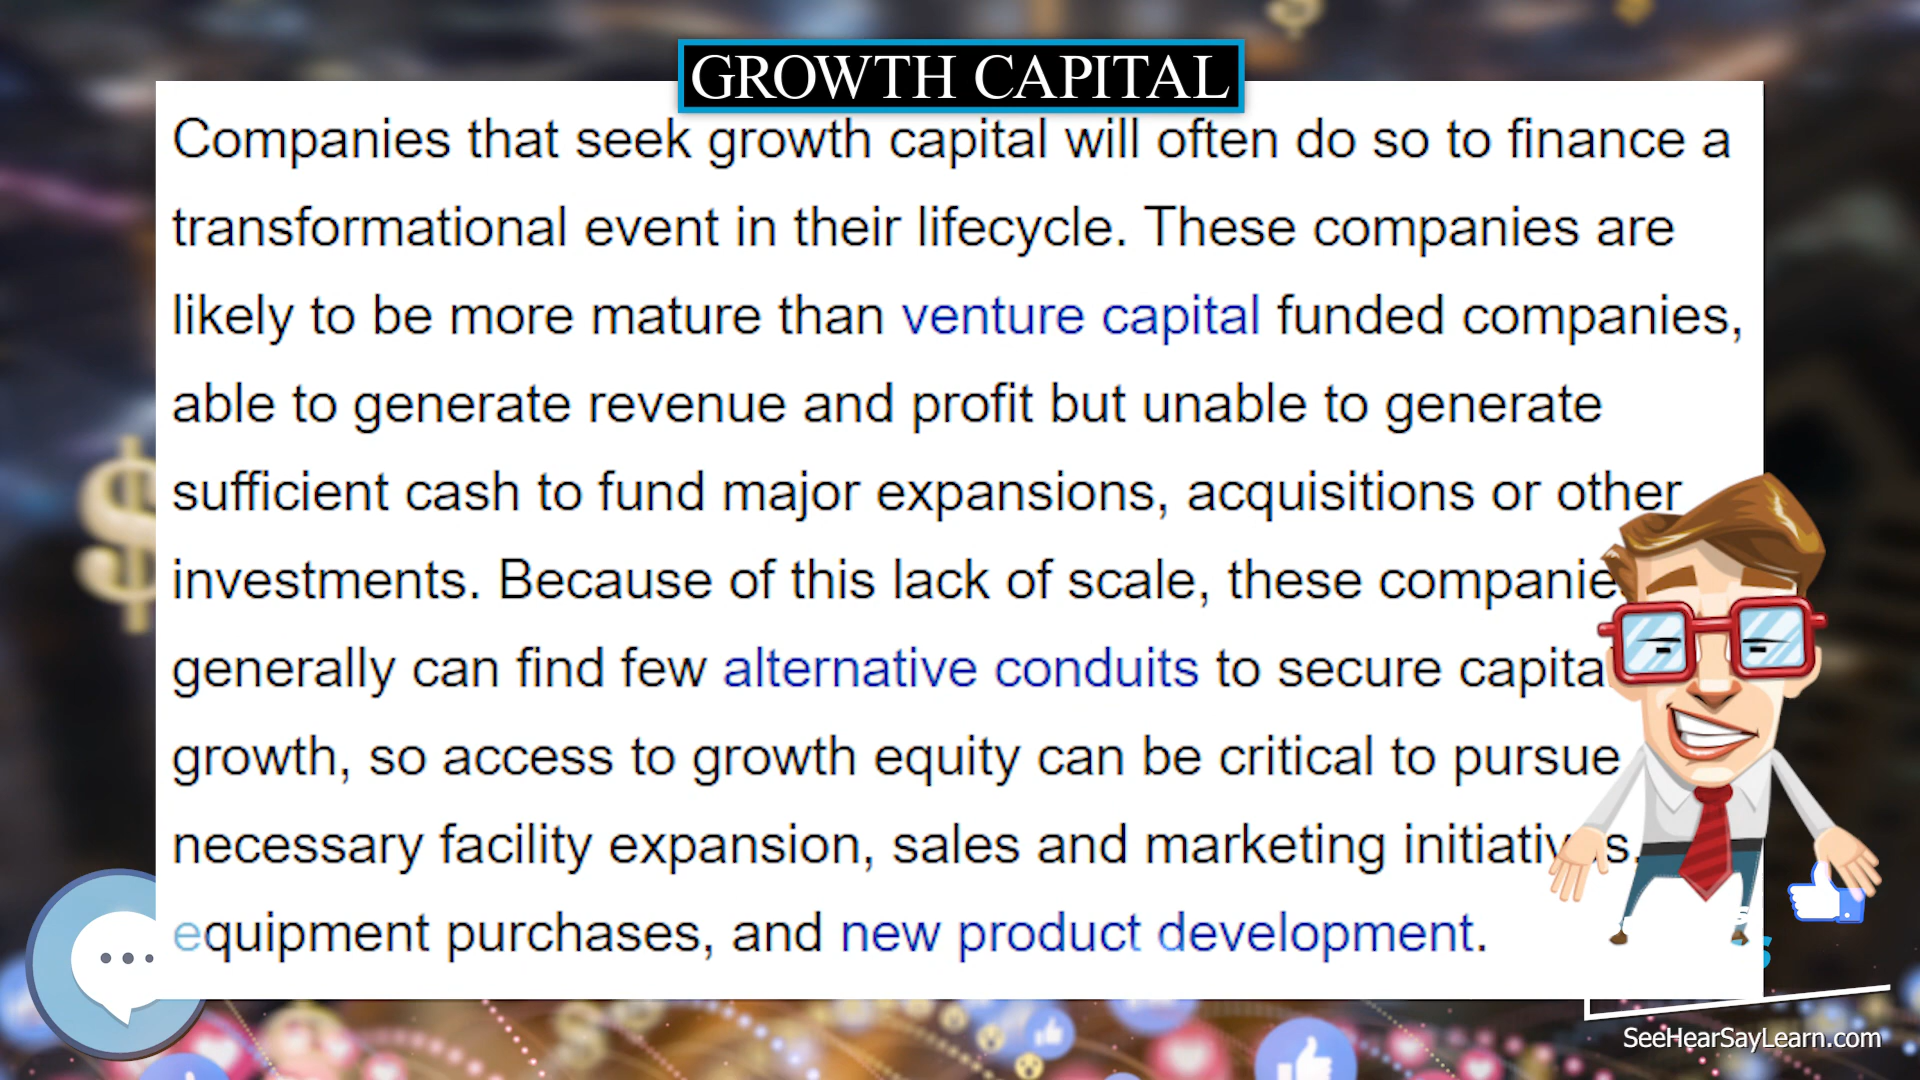 GROWTH CAPITAL
Companies that seek growth capital will often do so to finance a
transformational event in their lifecycle. These companies are
likely to be more mature than venture capital funded companies,
able to generate revenue and profit but unable to generate
sufficient cash to fund major expansions, acquisitions or other
investments. Because of this lack of scale, these
generally can find few alternative conduits to secure
growth, so access to growth equity can be critical to pursue
necessary facility expansion, sales and marketing
equipment purchases, and new product development.
SeeHearSayLearn.com